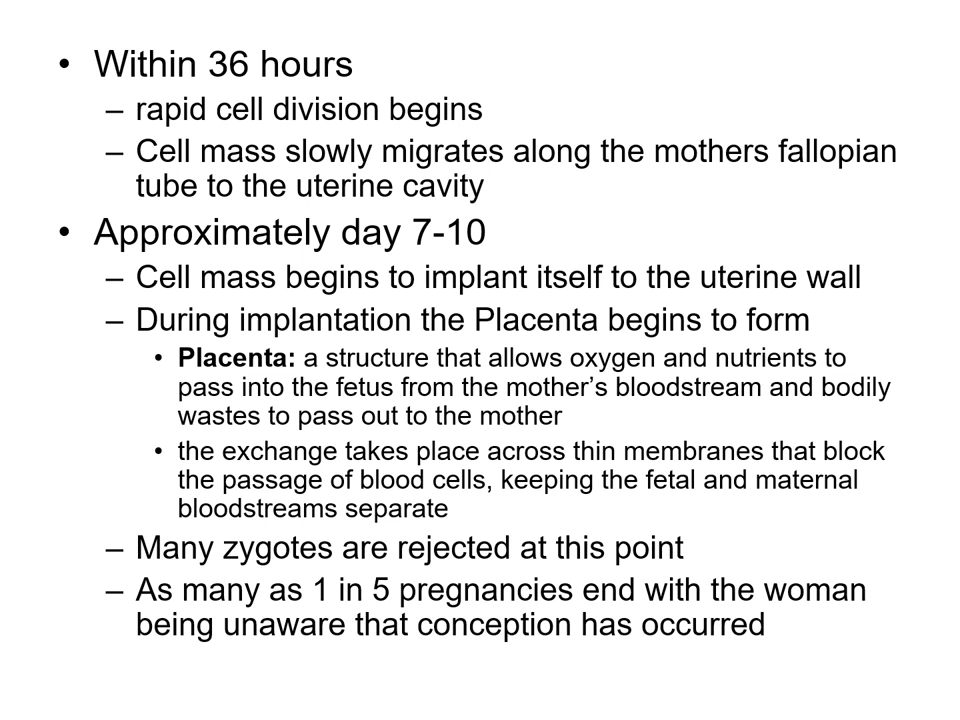 • Within 36 hours
– rapid cell division begins
– Cell mass slowly migrates along the mothers fallopian
tube to the uterine cavity
• Approximately day 7-10
– Cell mass begins to implant itself to the uterine wall
– During implantation the Placenta begins to form
• Placenta: a structure that allows oxygen and nutrients to
pass into the fetus from the mother’s bloodstream and bodily
wastes to pass out to the mother
• the exchange takes place across thin membranes that block
the passage of blood cells, keeping the fetal and maternal
bloodstreams separate
– Many zygotes are rejected at this point
– As many as 1 in 5 pregnancies end with the woman
being unaware that conception has occurred